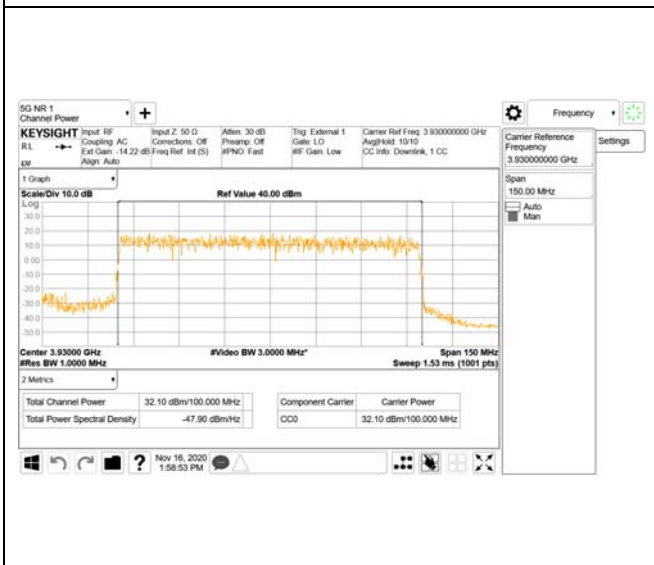 5G NR 1
Channel Power
KEYSIGHT
RL
Input: RF
Coupling: AC
Ext Gain: -14.22 dB
Align: Auto
Input Z: 50 Ω
Corrections: Off
Freq Ref: Int (S)
Atten: 30 dB
Preamp: Off
#PNO: Fast
Trig: External 1
Gate: LO
#IF Gain: Low
Carrier Ref Freq: 3.930000000 GHz
Avg|Hold: 10/10
CC Info: Downlink, 1 CC
1 Graph
Scale/Div 10.0 dB
Ref Value 40.00 dBm
Log
30.0
20.0
10.0
0.00
-10.0
-20.0
-30.0
-40.0
-50.0
Center 3.93000 GHz
#Video BW 3.0000 MHz*
Span 150 MHz
#Res BW 1.0000 MHz
Sweep 1.53 ms (1001 pts)
2 Metrics
Total Channel Power 32.10 dBm/100.000 MHz
Total Power Spectral Density -47.90 dBm/Hz
Component Carrier Carrier Power
CC0 32.10 dBm/100.000 MHz
?
Nov 16, 2020
1:58:53 PM
Frequency
Carrier Reference
Frequency
3.930000000 GHz
Span
150.00 MHz
Auto
Man
Settings